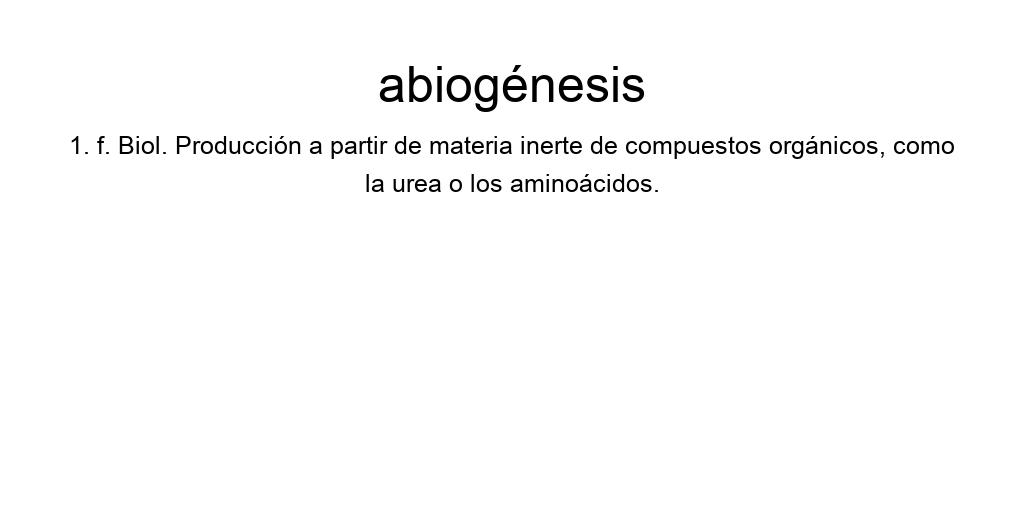 abiogénesis
1. f. Biol. Producción a partir de materia inerte de compuestos orgánicos, como
la urea o los aminoácidos.